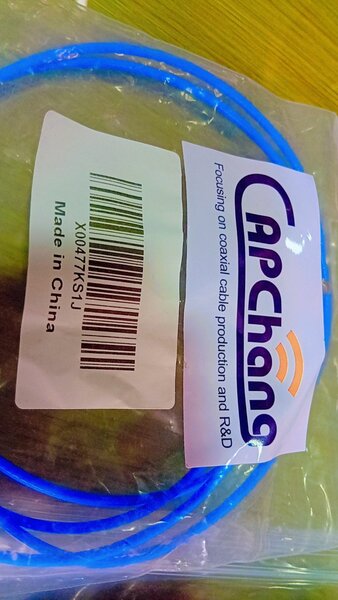 CAPChang
Focusing on coaxial cable production and R&D
X00477KS1J
Made in China